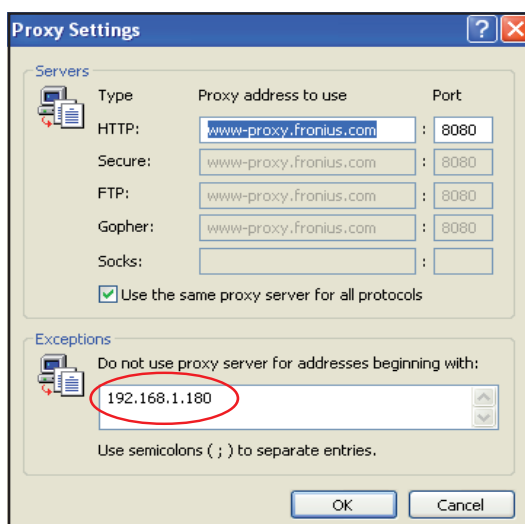 Proxy Settings
Servers
Type Proxy address to use Port
HTTP: www-proxy.fronius.com : 8080
Secure: www-proxy.fronius.com : 8080
FTP: www-proxy.fronius.com : 8080
Gopher: www-proxy.fronius.com : 8080
Socks: :
Use the same proxy server for all protocols
Exceptions
Do not use proxy server for addresses beginning with:
192.168.1.180
Use semicolons ( ; ) to separate entries.
OK Cancel